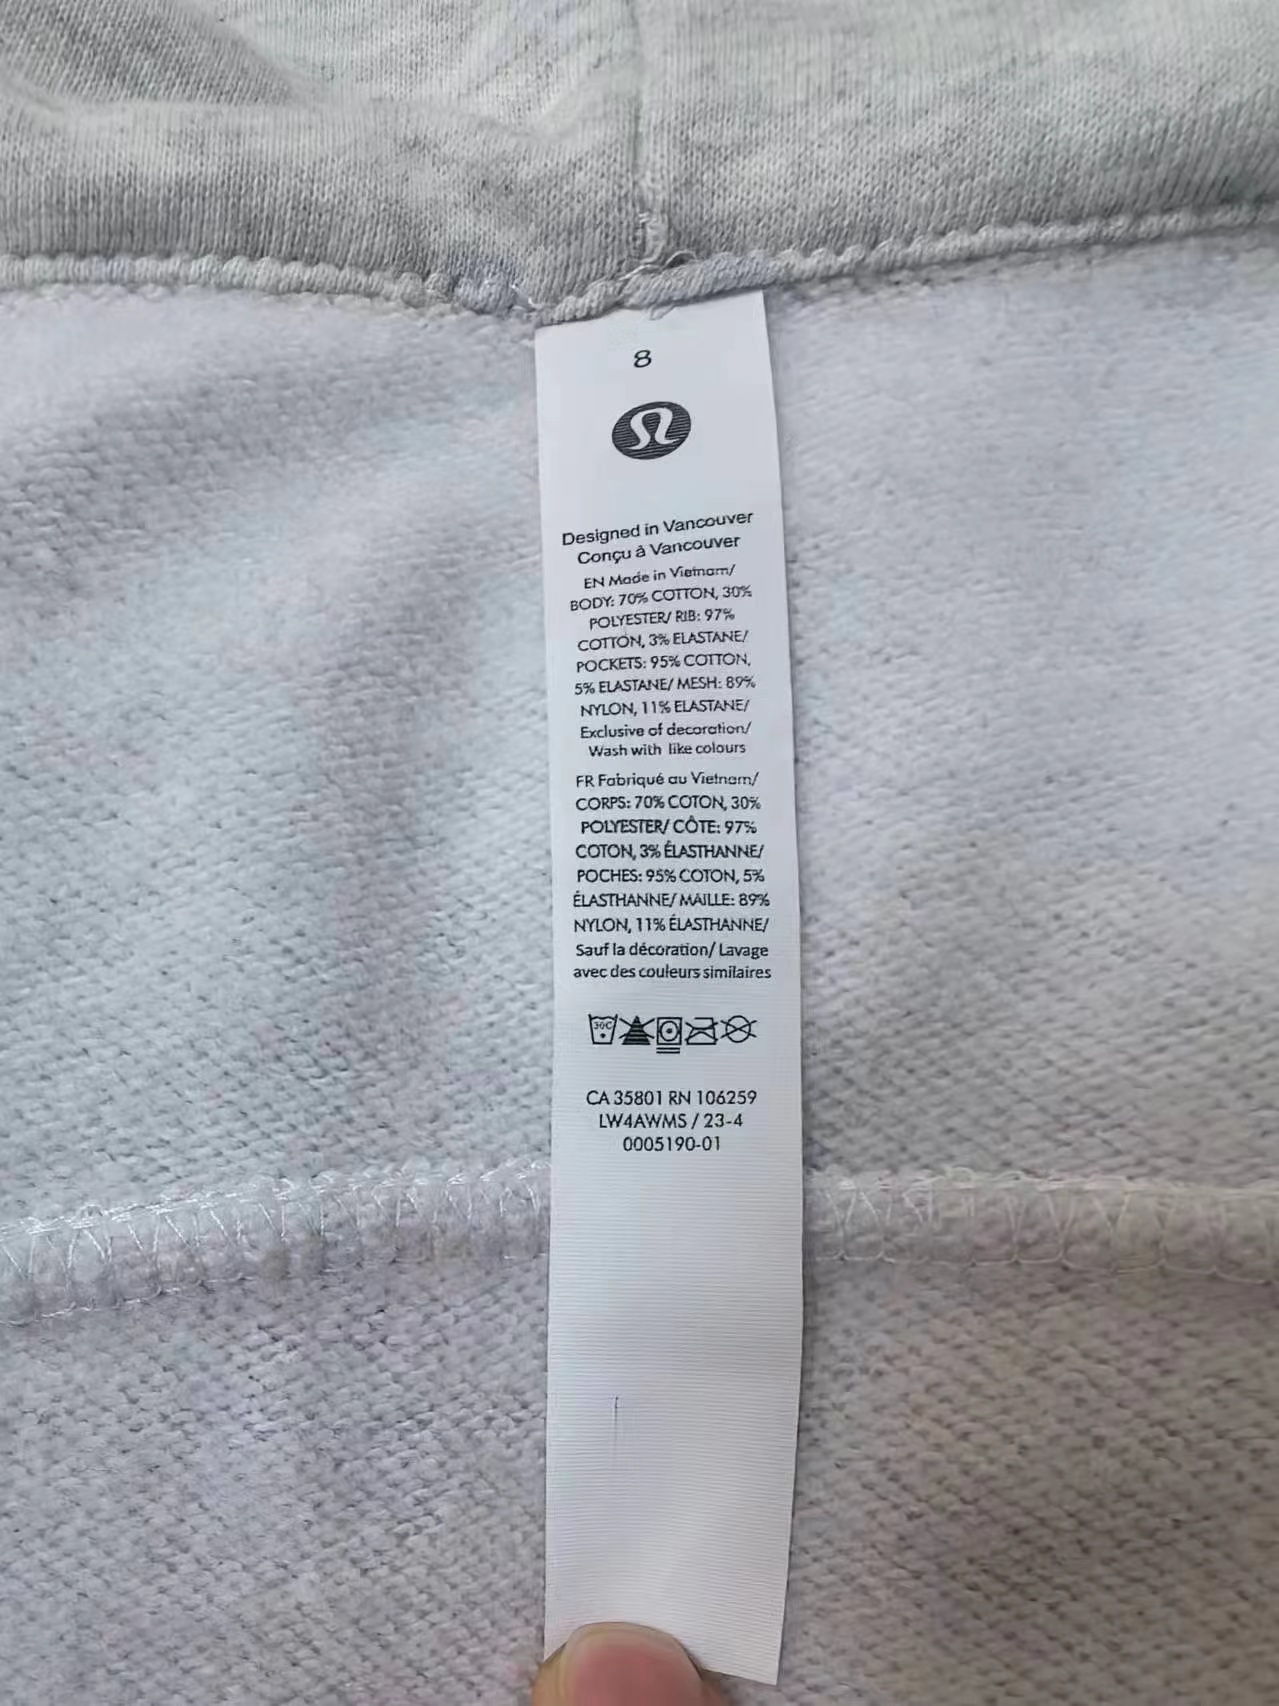 8
Designed in Vancouver
Conçu à Vancouver
EN Made in Vietnam/
BODY: 70% COTTON, 30%
POLYESTER/ RIB: 97%
COTTON, 3% ELASTANE/
POCKETS: 95% COTTON,
5% ELASTANE/ MESH: 89%
NYLON, 11% ELASTANE/
Exclusive of decoration/
Wash with like colours
FR Fabriqué au Vietnam/
CORPS: 70% COTON, 30%
POLYESTER/ CÔTE: 97%
COTON, 3% ÉLASTHANNE/
POCHES: 95% COTON, 5%
ÉLASTHANNE/ MAILLE: 89%
NYLON, 11% ÉLASTHANNE/
Sauf la décoration/ Lavage
avec des couleurs similaires
30C
CA 35801 RN 106259
LW4AWMS / 23-4
0005190-01